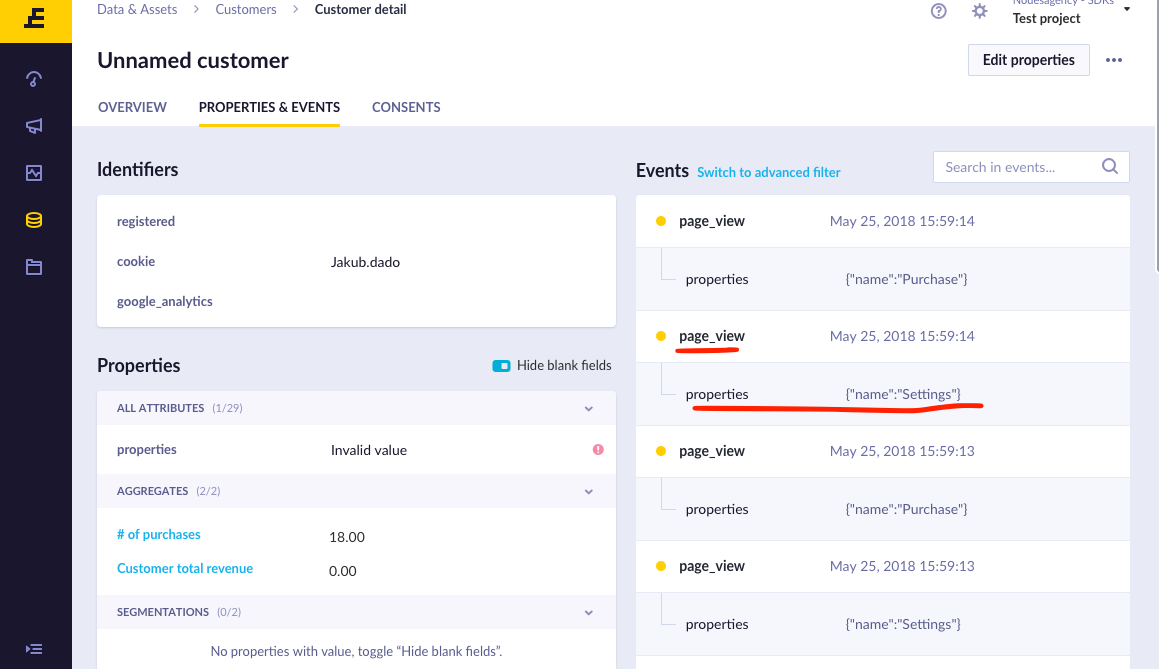 Data & Assets > Customers > Customer detail
Nodesagency - SDKs
Test project
Unnamed customer
Edit properties
OVERVIEW PROPERTIES & EVENTS CONSENTS
Identifiers
registered
cookie Jakub.dado
google_analytics
Properties Hide blank fields
ALL ATTRIBUTES (1/29)
properties Invalid value
AGGREGATES (2/2)
# of purchases 18.00
Customer total revenue 0.00
SEGMENTATIONS (0/2)
No properties with value, toggle “Hide blank fields”.
Events Switch to advanced filter Search in events...
page_view May 25, 2018 15:59:14
properties {"name":"Purchase"}
page_view May 25, 2018 15:59:14
properties {"name":"Settings"}
page_view May 25, 2018 15:59:13
properties {"name":"Purchase"}
page_view May 25, 2018 15:59:13
properties {"name":"Settings"}